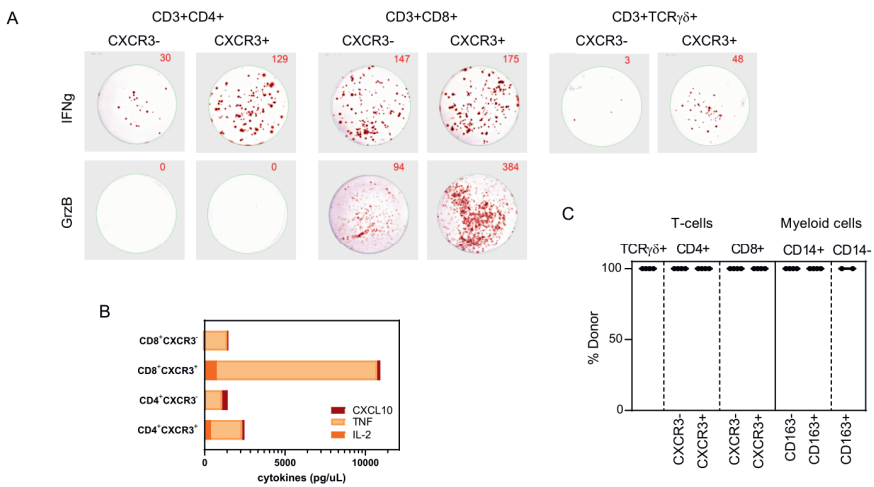 A
CD3+CD4+ CD3+CD8+ CD3+TCRγδ+
CXCR3- CXCR3+ CXCR3- CXCR3+ CXCR3- CXCR3+
IFNg
30 129 147 175 3 48
GrzB
0 0 94 384
B
CD8+CXCR3-
CD8+CXCR3+
CD4+CXCR3-
CD4+CXCR3+
CXCL10
TNF
IL-2
0 5000 10000
cytokines (pg/uL)
C
T-cells Myeloid cells
TCRγδ+ CD4+ CD8+ CD14+ CD14-
% Donor
100
50
0
CXCR3- CXCR3+ CXCR3- CXCR3+ CD163- CD163+ CD163+